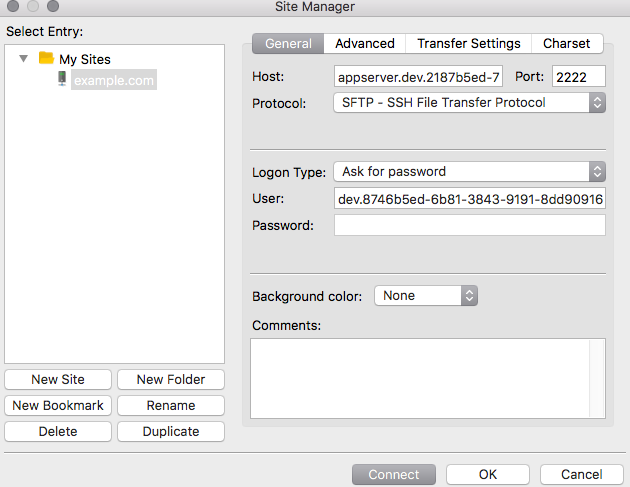 Site Manager
Select Entry:
My Sites
example.com
New Site
New Folder
New Bookmark
Rename
Delete
Duplicate
General
Advanced
Transfer Settings
Charset
Host:
appserver.dev.2187b5ed-7
Port:
2222
Protocol:
SFTP - SSH File Transfer Protocol
Logon Type:
Ask for password
User:
dev.8746b5ed-6b81-3843-9191-8dd90916
Password:
Background color:
None
Comments:
Connect
OK
Cancel